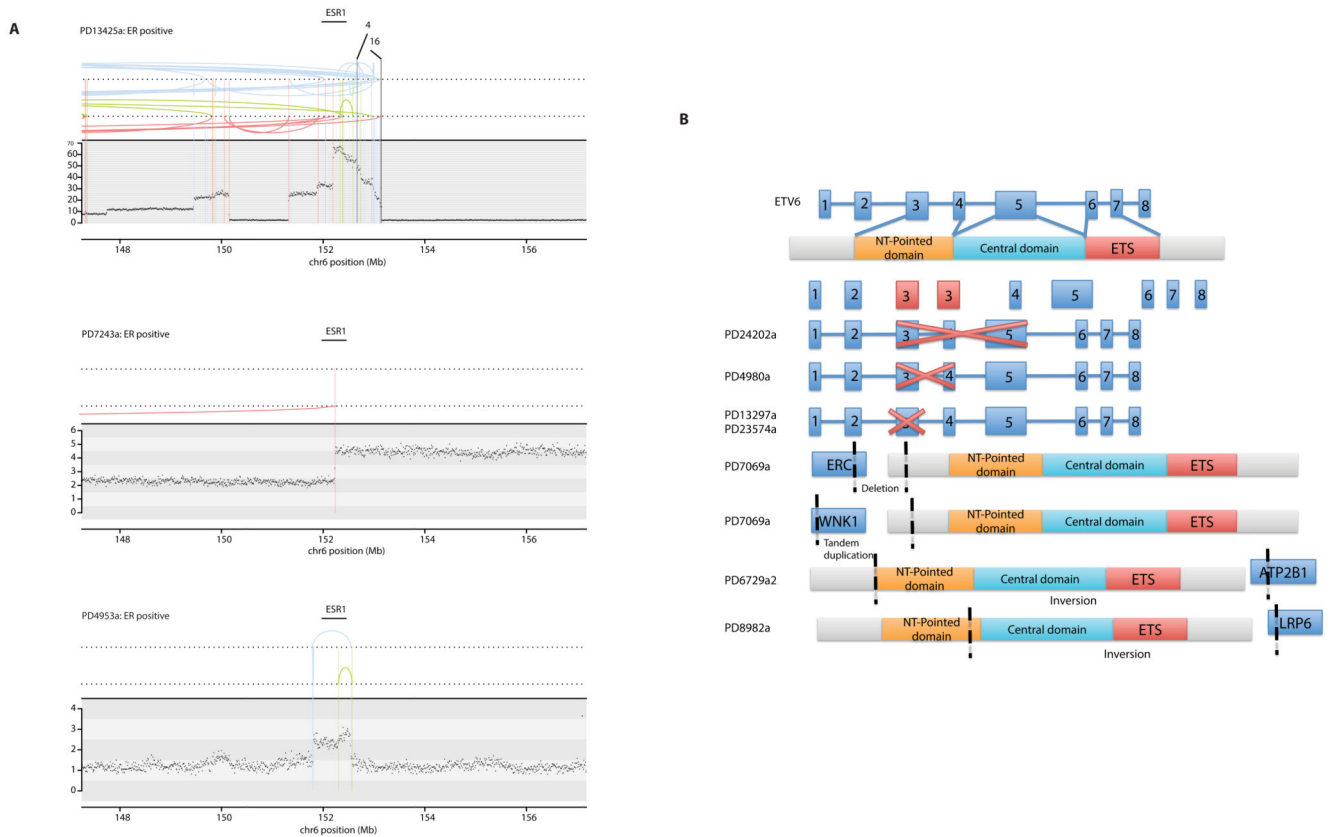 A
PD13425a: ER positive
ESR1
4
16
70
60
50
40
30
20
10
0
148 150 152 154 156
chr6 position (Mb)
PD7243a: ER positive
ESR1
6
5
4
3
2
1
0
148 150 152 154 156
chr6 position (Mb)
PD4953a: ER positive
ESR1
4
3
2
1
0
148 150 152 154 156
chr6 position (Mb)
B
ETV6 1 2 3 4 5 6 7 8
NT-Pointed
domain
Central domain
ETS
1 2 3 3 4 5 6 7 8
PD24202a 1 2 3 4 5 6 7 8
PD4980a 1 2 3 4 5 6 7 8
PD13297a
PD23574a
1 2 3 4 5 6 7 8
PD7069a ERC
NT-Pointed
domain
Central domain
ETS
Deletion
PD7069a WNK1
NT-Pointed
domain
Central domain
ETS
Tandem
duplication
PD6729a2
NT-Pointed
domain
Central domain
ETS
ATP2B1
Inversion
PD8982a
NT-Pointed
domain
Central domain
ETS
LRP6
Inversion